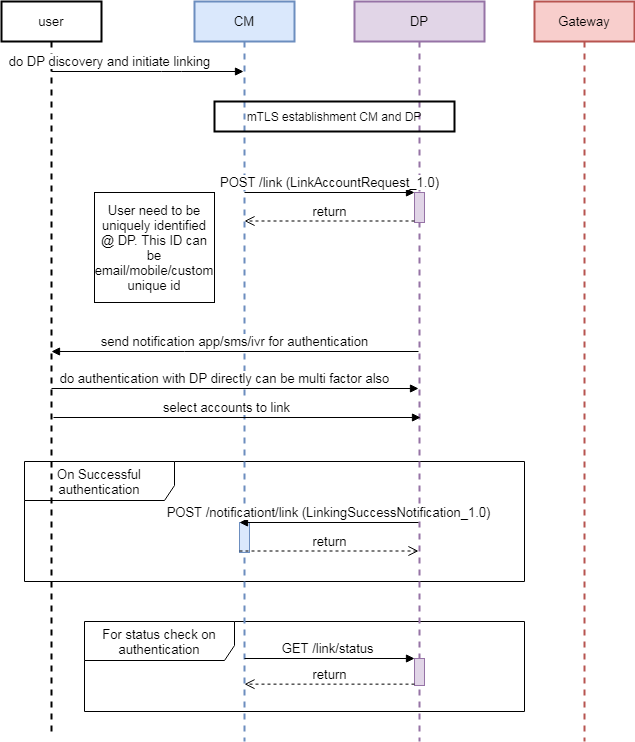 user
CM
DP
Gateway
do DP discovery and initiate linking
mTLS establishment CM and DP
POST /link (LinkAccountRequest_1.0)
return
User need to be
uniquely identified
@ DP. This ID can
be
email/mobile/custom
unique id
send notification app/sms/ivr for authentication
do authentication with DP directly can be multi factor also
select accounts to link
On Successful
authentication
POST /notificationt/link (LinkingSuccessNotification_1.0)
return
For status check on
authentication
GET /link/status
return